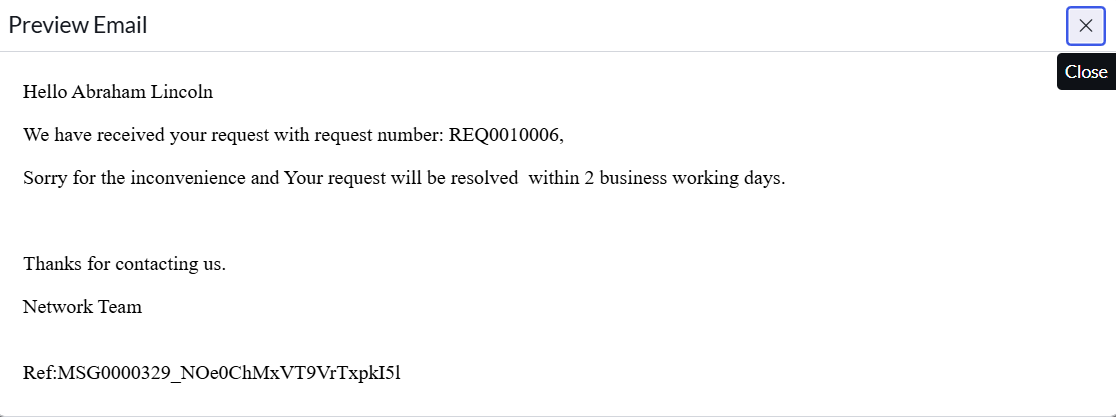 Preview Email
Close
Hello Abraham Lincoln
We have received your request with request number: REQ0010006,
Sorry for the inconvenience and Your request will be resolved  within 2 business working days.
Thanks for contacting us.
Network Team
Ref:MSG0000329_NOe0ChMxVT9VrTxpkI5l